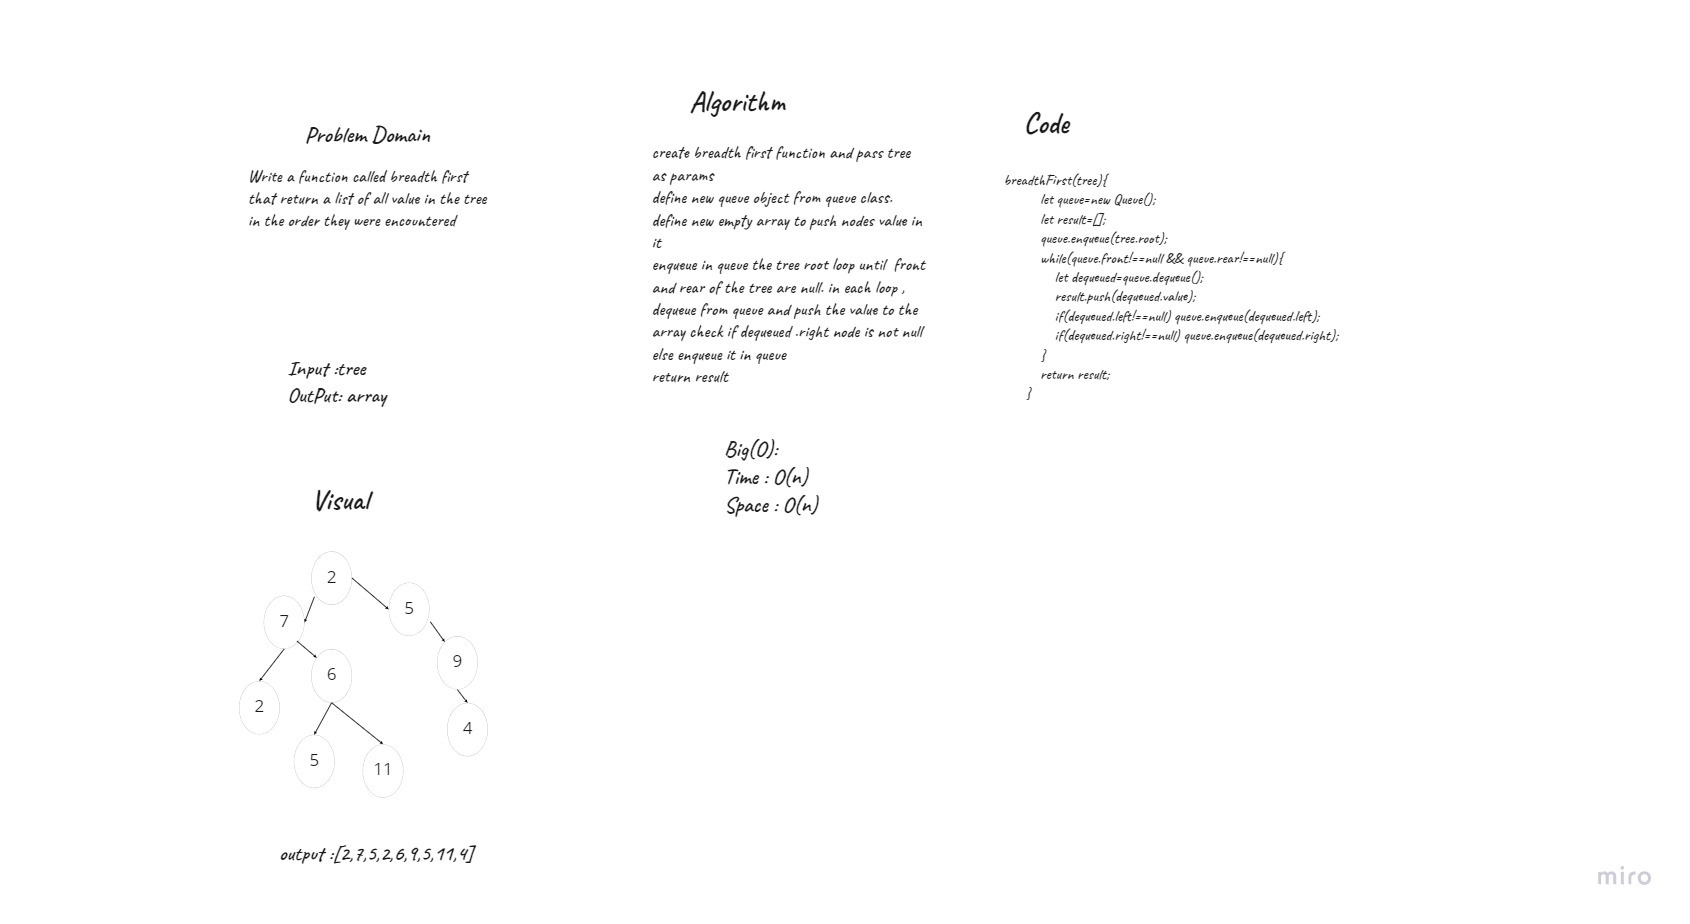 Problem Domain
Write a function called breadth first
that return a list of all value in the tree
in the order they were encountered
Input :tree
OutPut: array
Visual
2
5
7
9
6
2
4
5
11
output :[2,7,5,2,6,9,5,11,4]
Algorithm
create breadth first function and pass tree
as params
define new queue object from queue class.
define new empty array to push nodes value in
it
enqueue in queue the tree root loop until  front
and rear of the tree are null. in each loop ,
dequeue from queue and push the value to the
array check if dequeued .right node is not null
else enqueue it in queue
return result
Big(O):
Time : O(n)
Space : O(n)
Code
breadthFirst(tree){
let queue=new Queue();
let result=[];
queue.enqueue(tree.root);
while(queue.front!==null && queue.rear!==null){
let dequeued=queue.dequeue();
result.push(dequeued.value);
if(dequeued.left!==null) queue.enqueue(dequeued.left);
if(dequeued.right!==null) queue.enqueue(dequeued.right);
}
return result;
}
miro